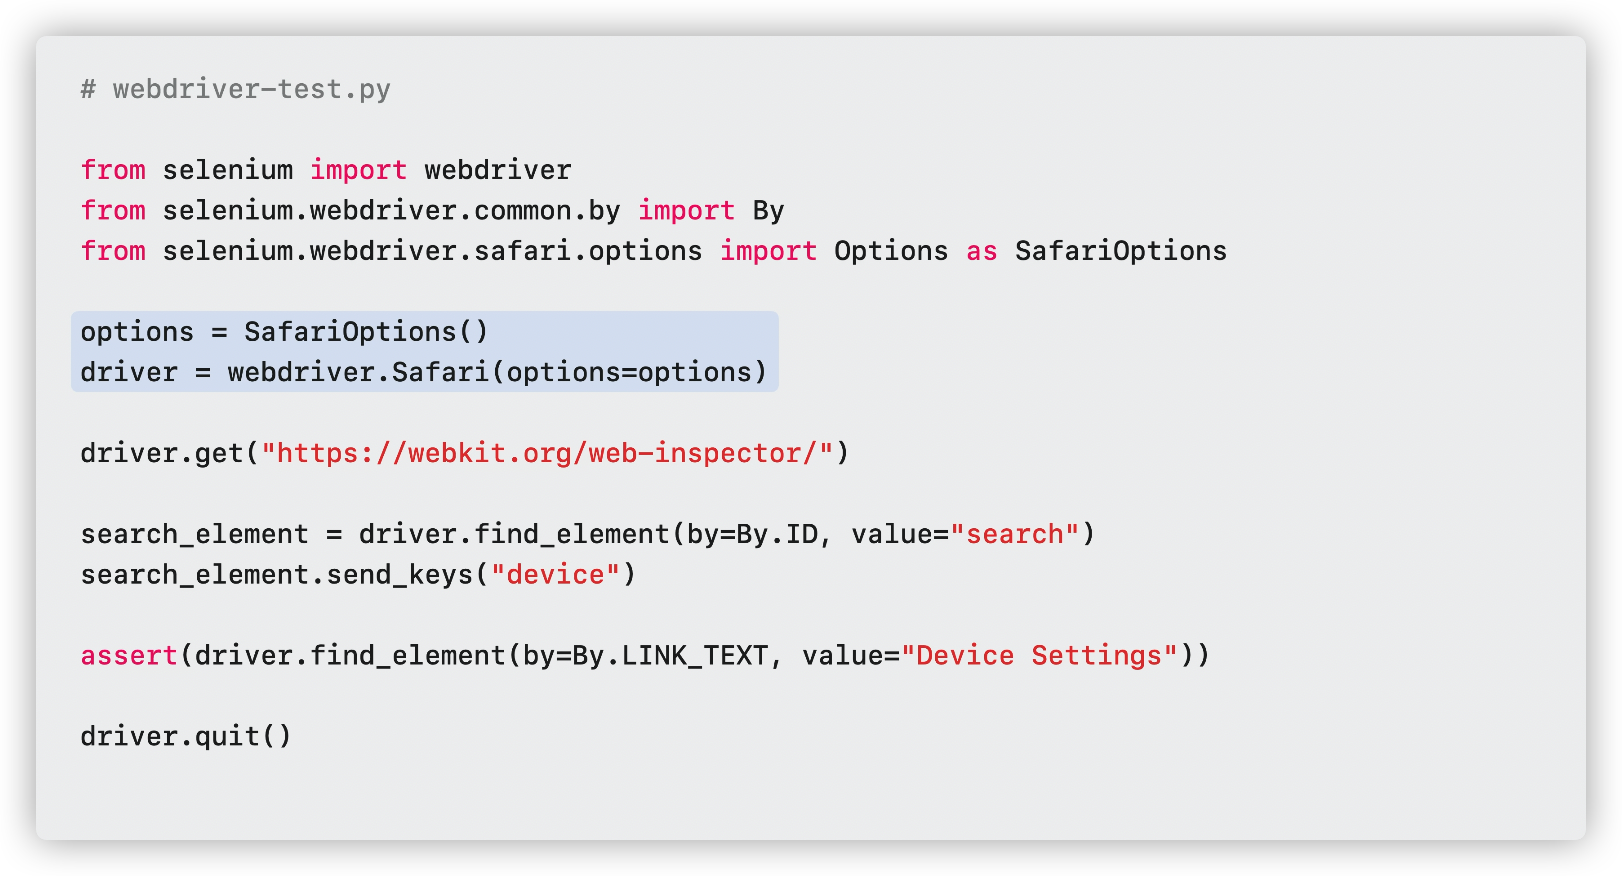 # webdriver-test.py
from selenium import webdriver
from selenium.webdriver.common.by import By
from selenium.webdriver.safari.options import Options as SafariOptions
options = SafariOptions()
driver = webdriver.Safari(options=options)
driver.get("https://webkit.org/web-inspector/")
search_element = driver.find_element(by=By.ID, value="search")
search_element.send_keys("device")
assert(driver.find_element(by=By.LINK_TEXT, value="Device Settings"))
driver.quit()